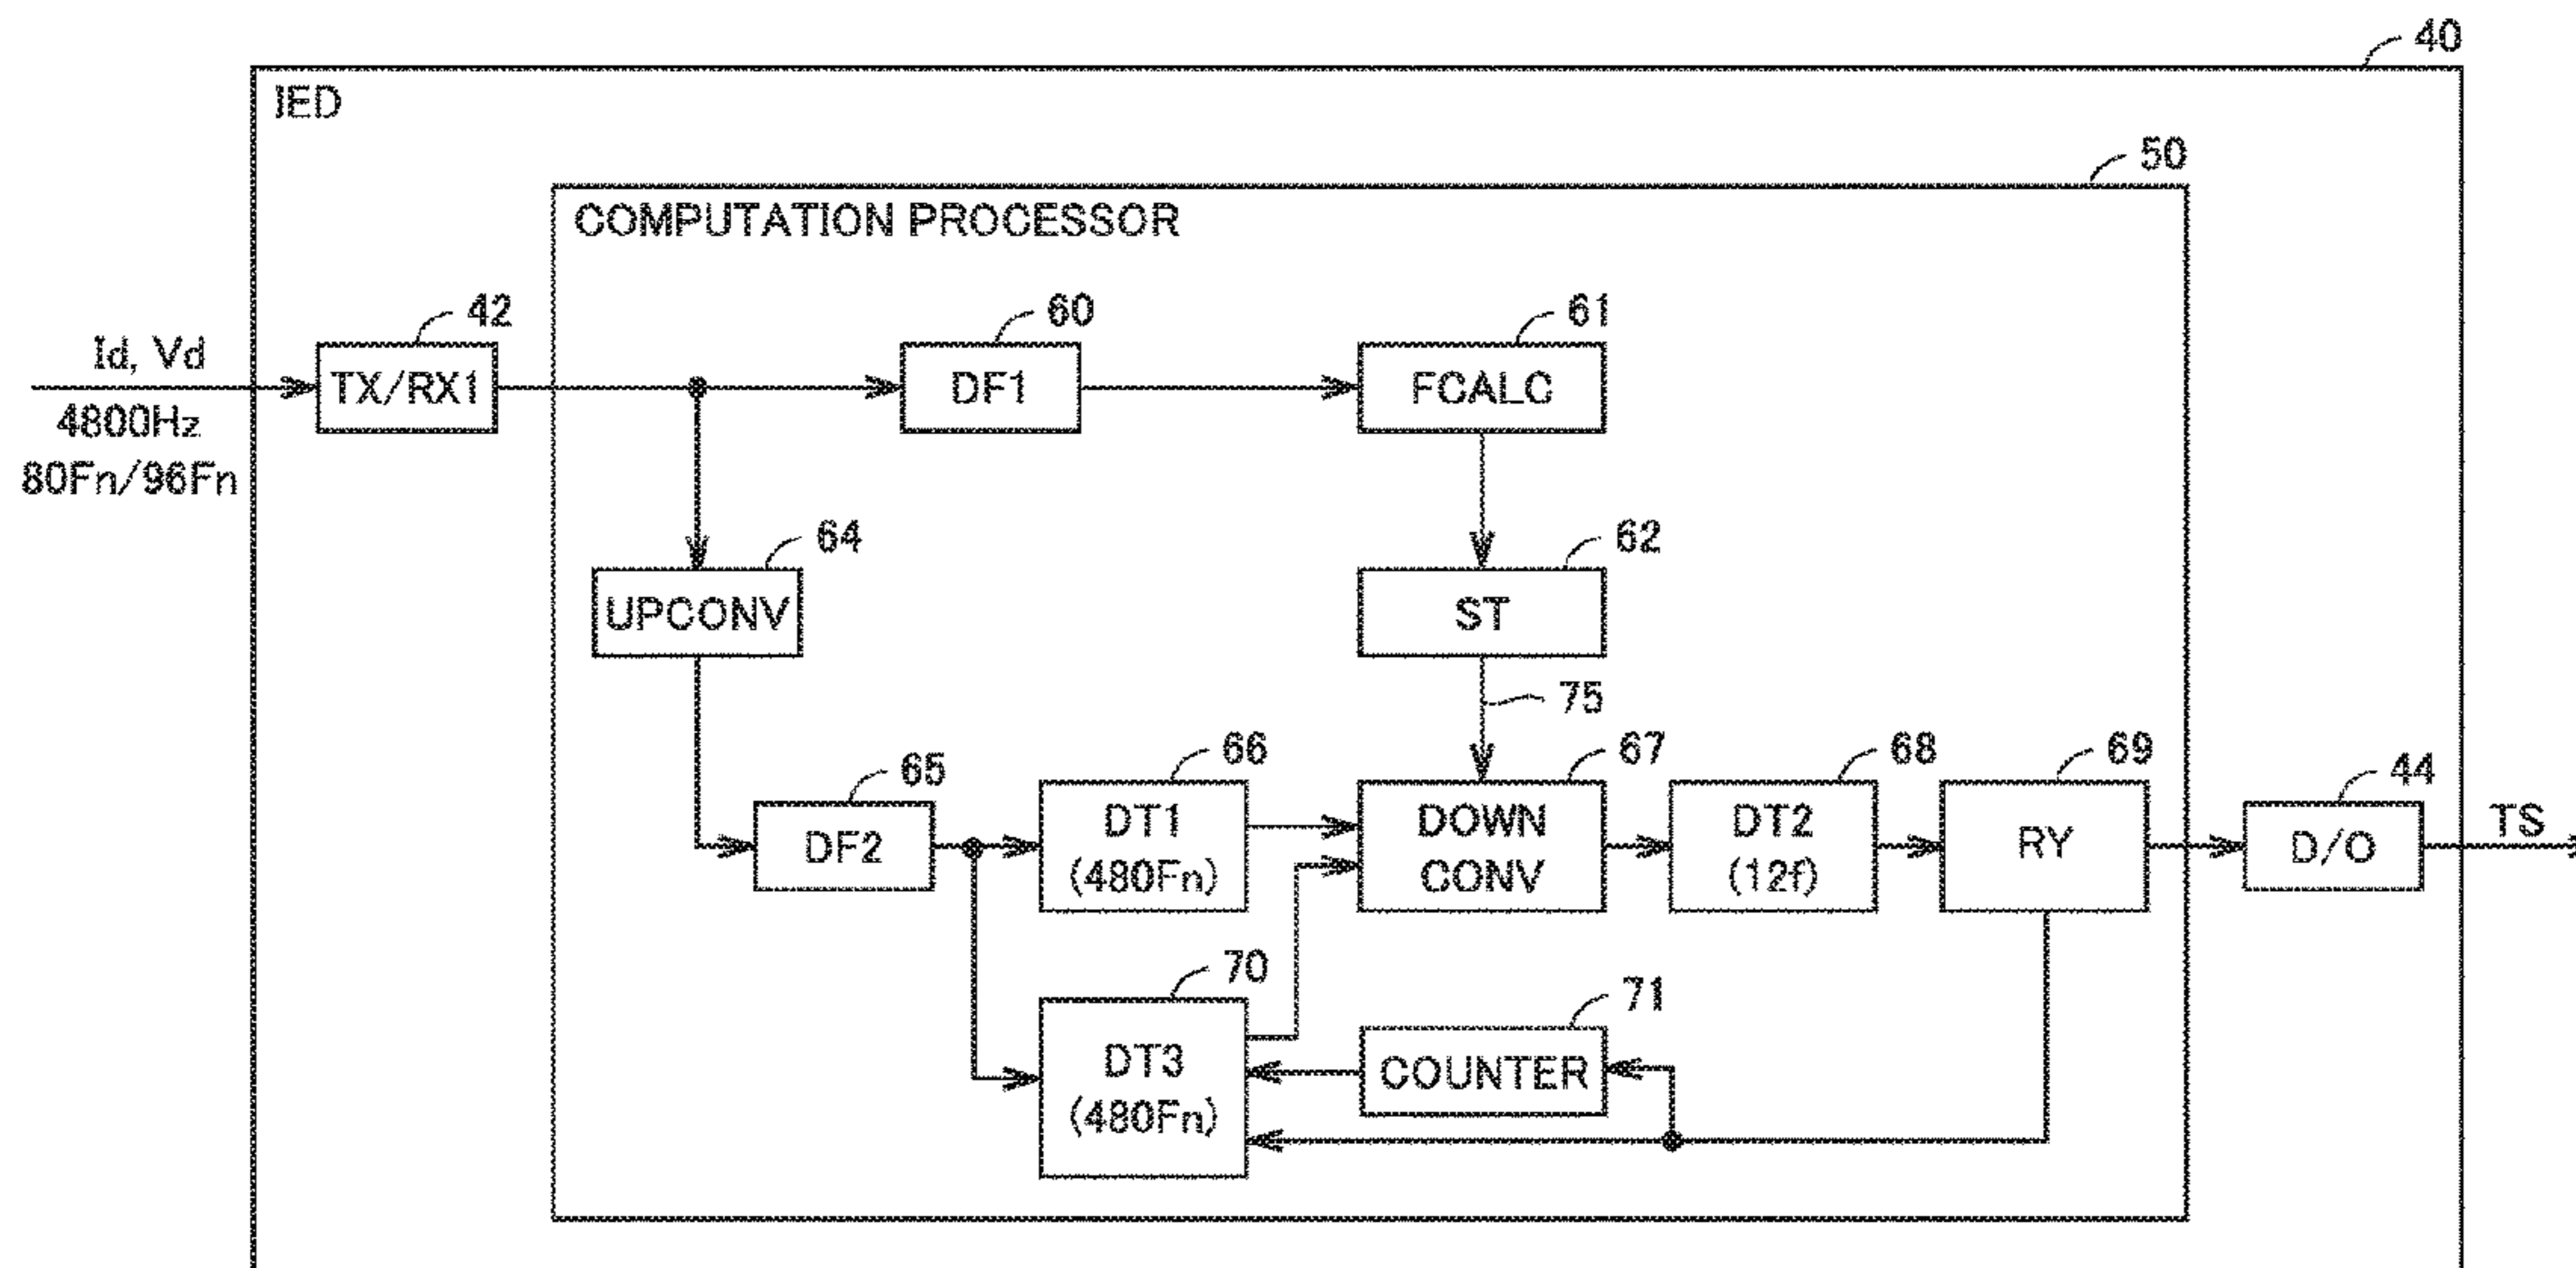 40
IED
50
COMPUTATION PROCESSOR
42
60
61
Id, Vd
TX/RX1
DF1
FCALC
4800Hz
80Fn/96Fn
64
62
UPCONV
ST
75
65
66
67
68
69
44
DF2
DT1
(480Fn)
DOWN
CONV
DT2
(12f)
RY
D/O
TS
70
71
DT3
(480Fn)
COUNTER